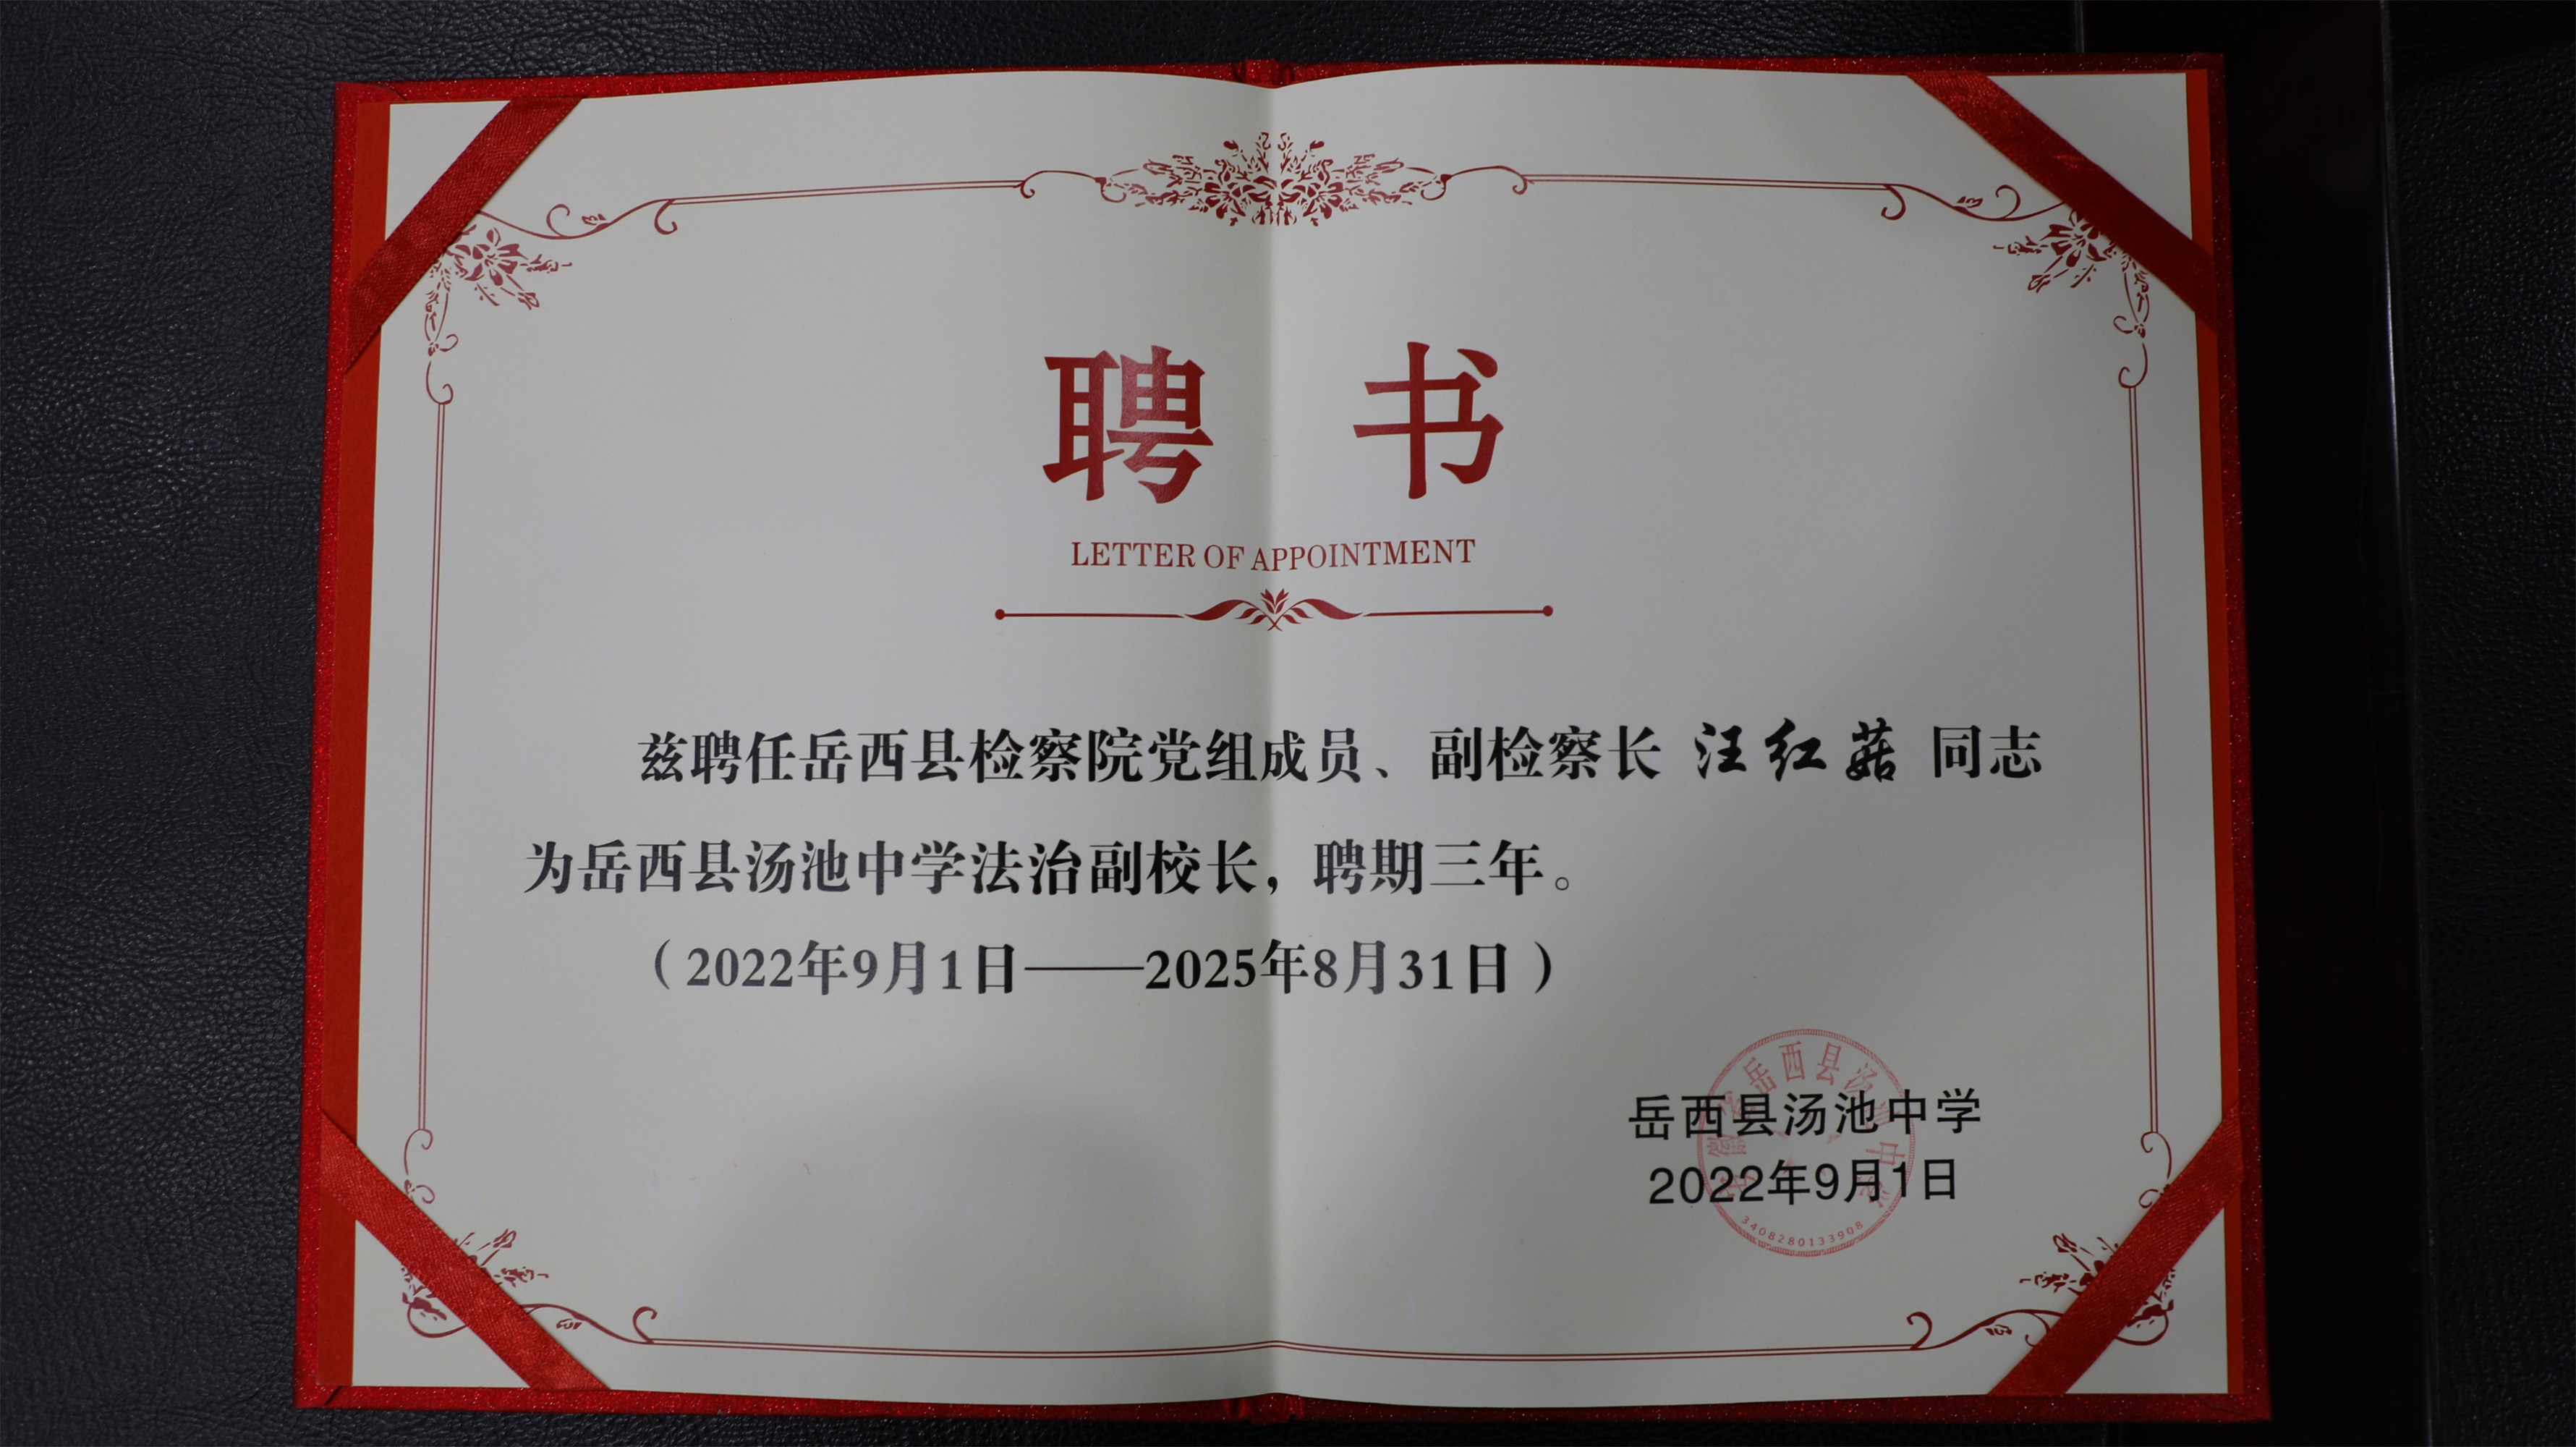 聘 书
LETTER OF APPOINTMENT
兹聘任岳西县检察院党组成员、副检察长 汪红菇 同志
为岳西县汤池中学法治副校长，聘期三年。
（2022年9月1日——2025年8月31日）
岳西县汤池中学
2022年9月1日
3408280133908